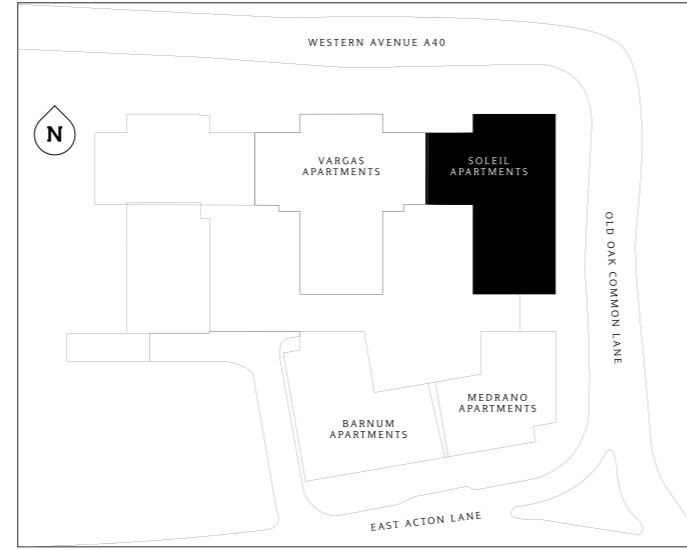 WESTERN AVENUE A40
N
VARGAS
APARTMENTS
SOLEIL
APARTMENTS
OLD OAK COMMON LANE
MEDRANO
APARTMENTS
BARNUM
APARTMENTS
EAST ACTON LANE